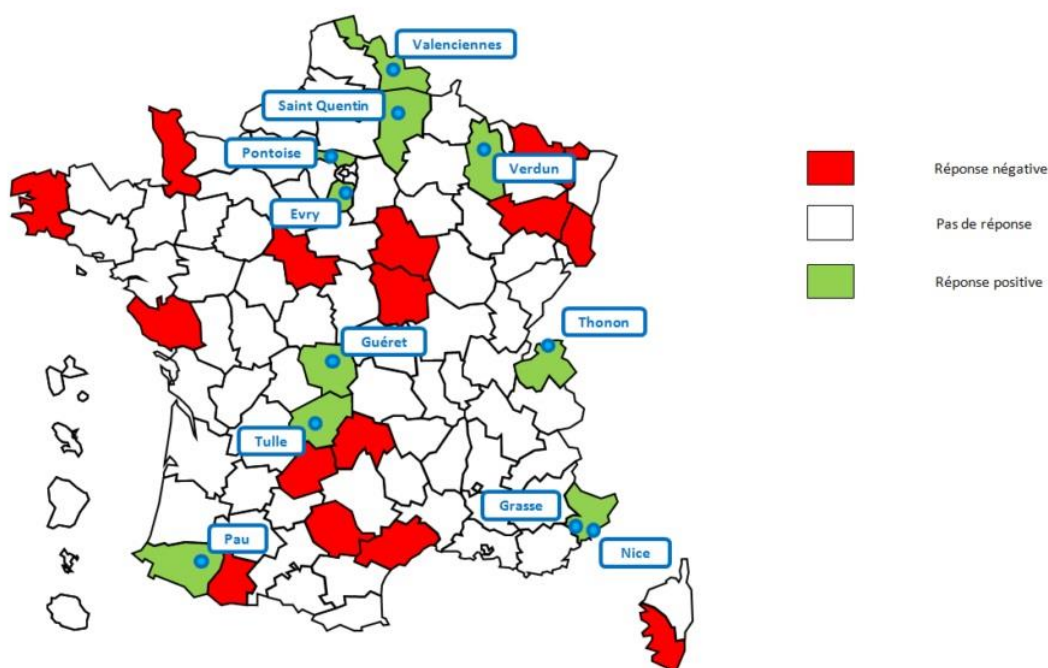 Valenciennes
Saint Quentin
Pontoise
Verdun
Evry
Thonon
Guéret
Tulle
Grasse
Pau
Nice
Réponse négative
Pas de réponse
Réponse positive